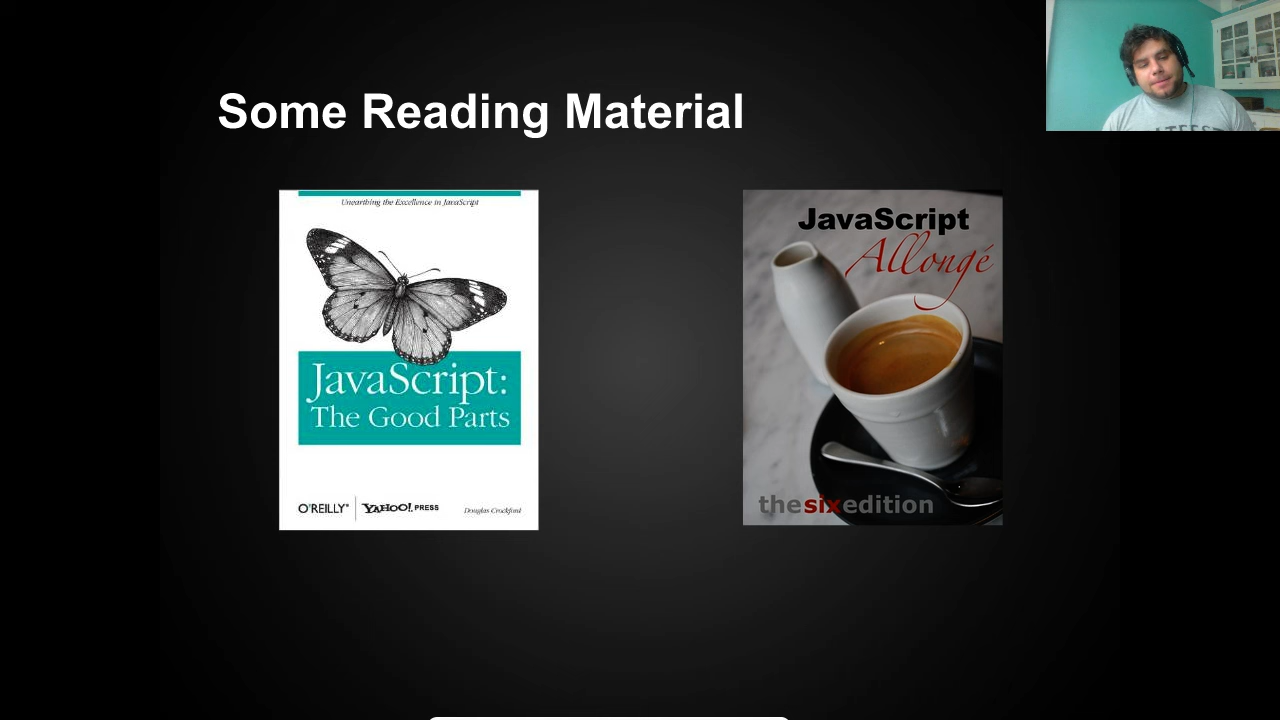 Some Reading Material
Unearthing the Excellence in JavaScript
JavaScript:
The Good Parts
O'REILLY®
YAHOO! PRESS
Douglas Crockford
JavaScript
Allongé
thesixedition